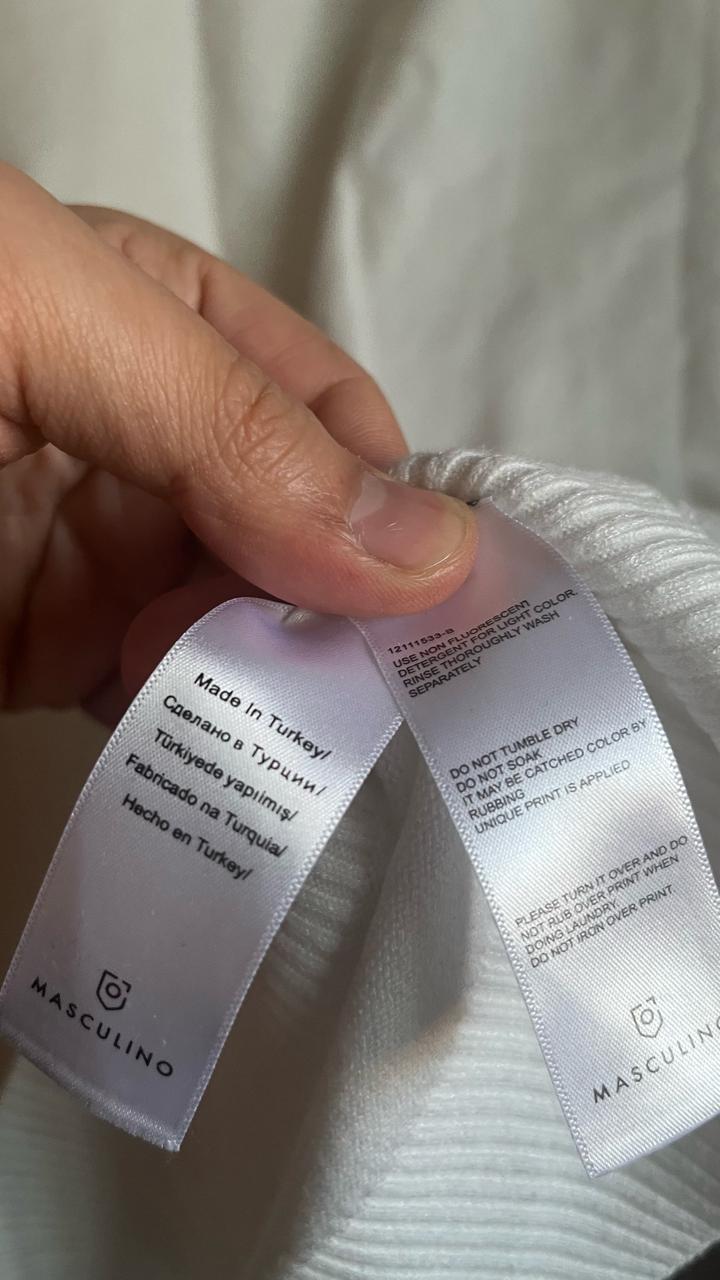 Made In Turkey/
Сделано в Турции/
Türkiyede yapılmış/
Fabricado na Turquia/
Hecho en Turkey/
MASCULINO
12111533-B
USE NON FLUORESCENT
DETERGENT FOR LIGHT COLOR.
RINSE THOROUGHLY WASH
SEPARATELY
DO NOT TUMBLE DRY
DO NOT SOAK
IT MAY BE CATCHED COLOR BY
RUBBING
UNIQUE PRINT IS APPLIED
PLEASE TURN IT OVER AND DO
NOT RUB OVER PRINT WHEN
DOING LAUNDRY.
DO NOT IRON OVER PRINT.
MASCULINO